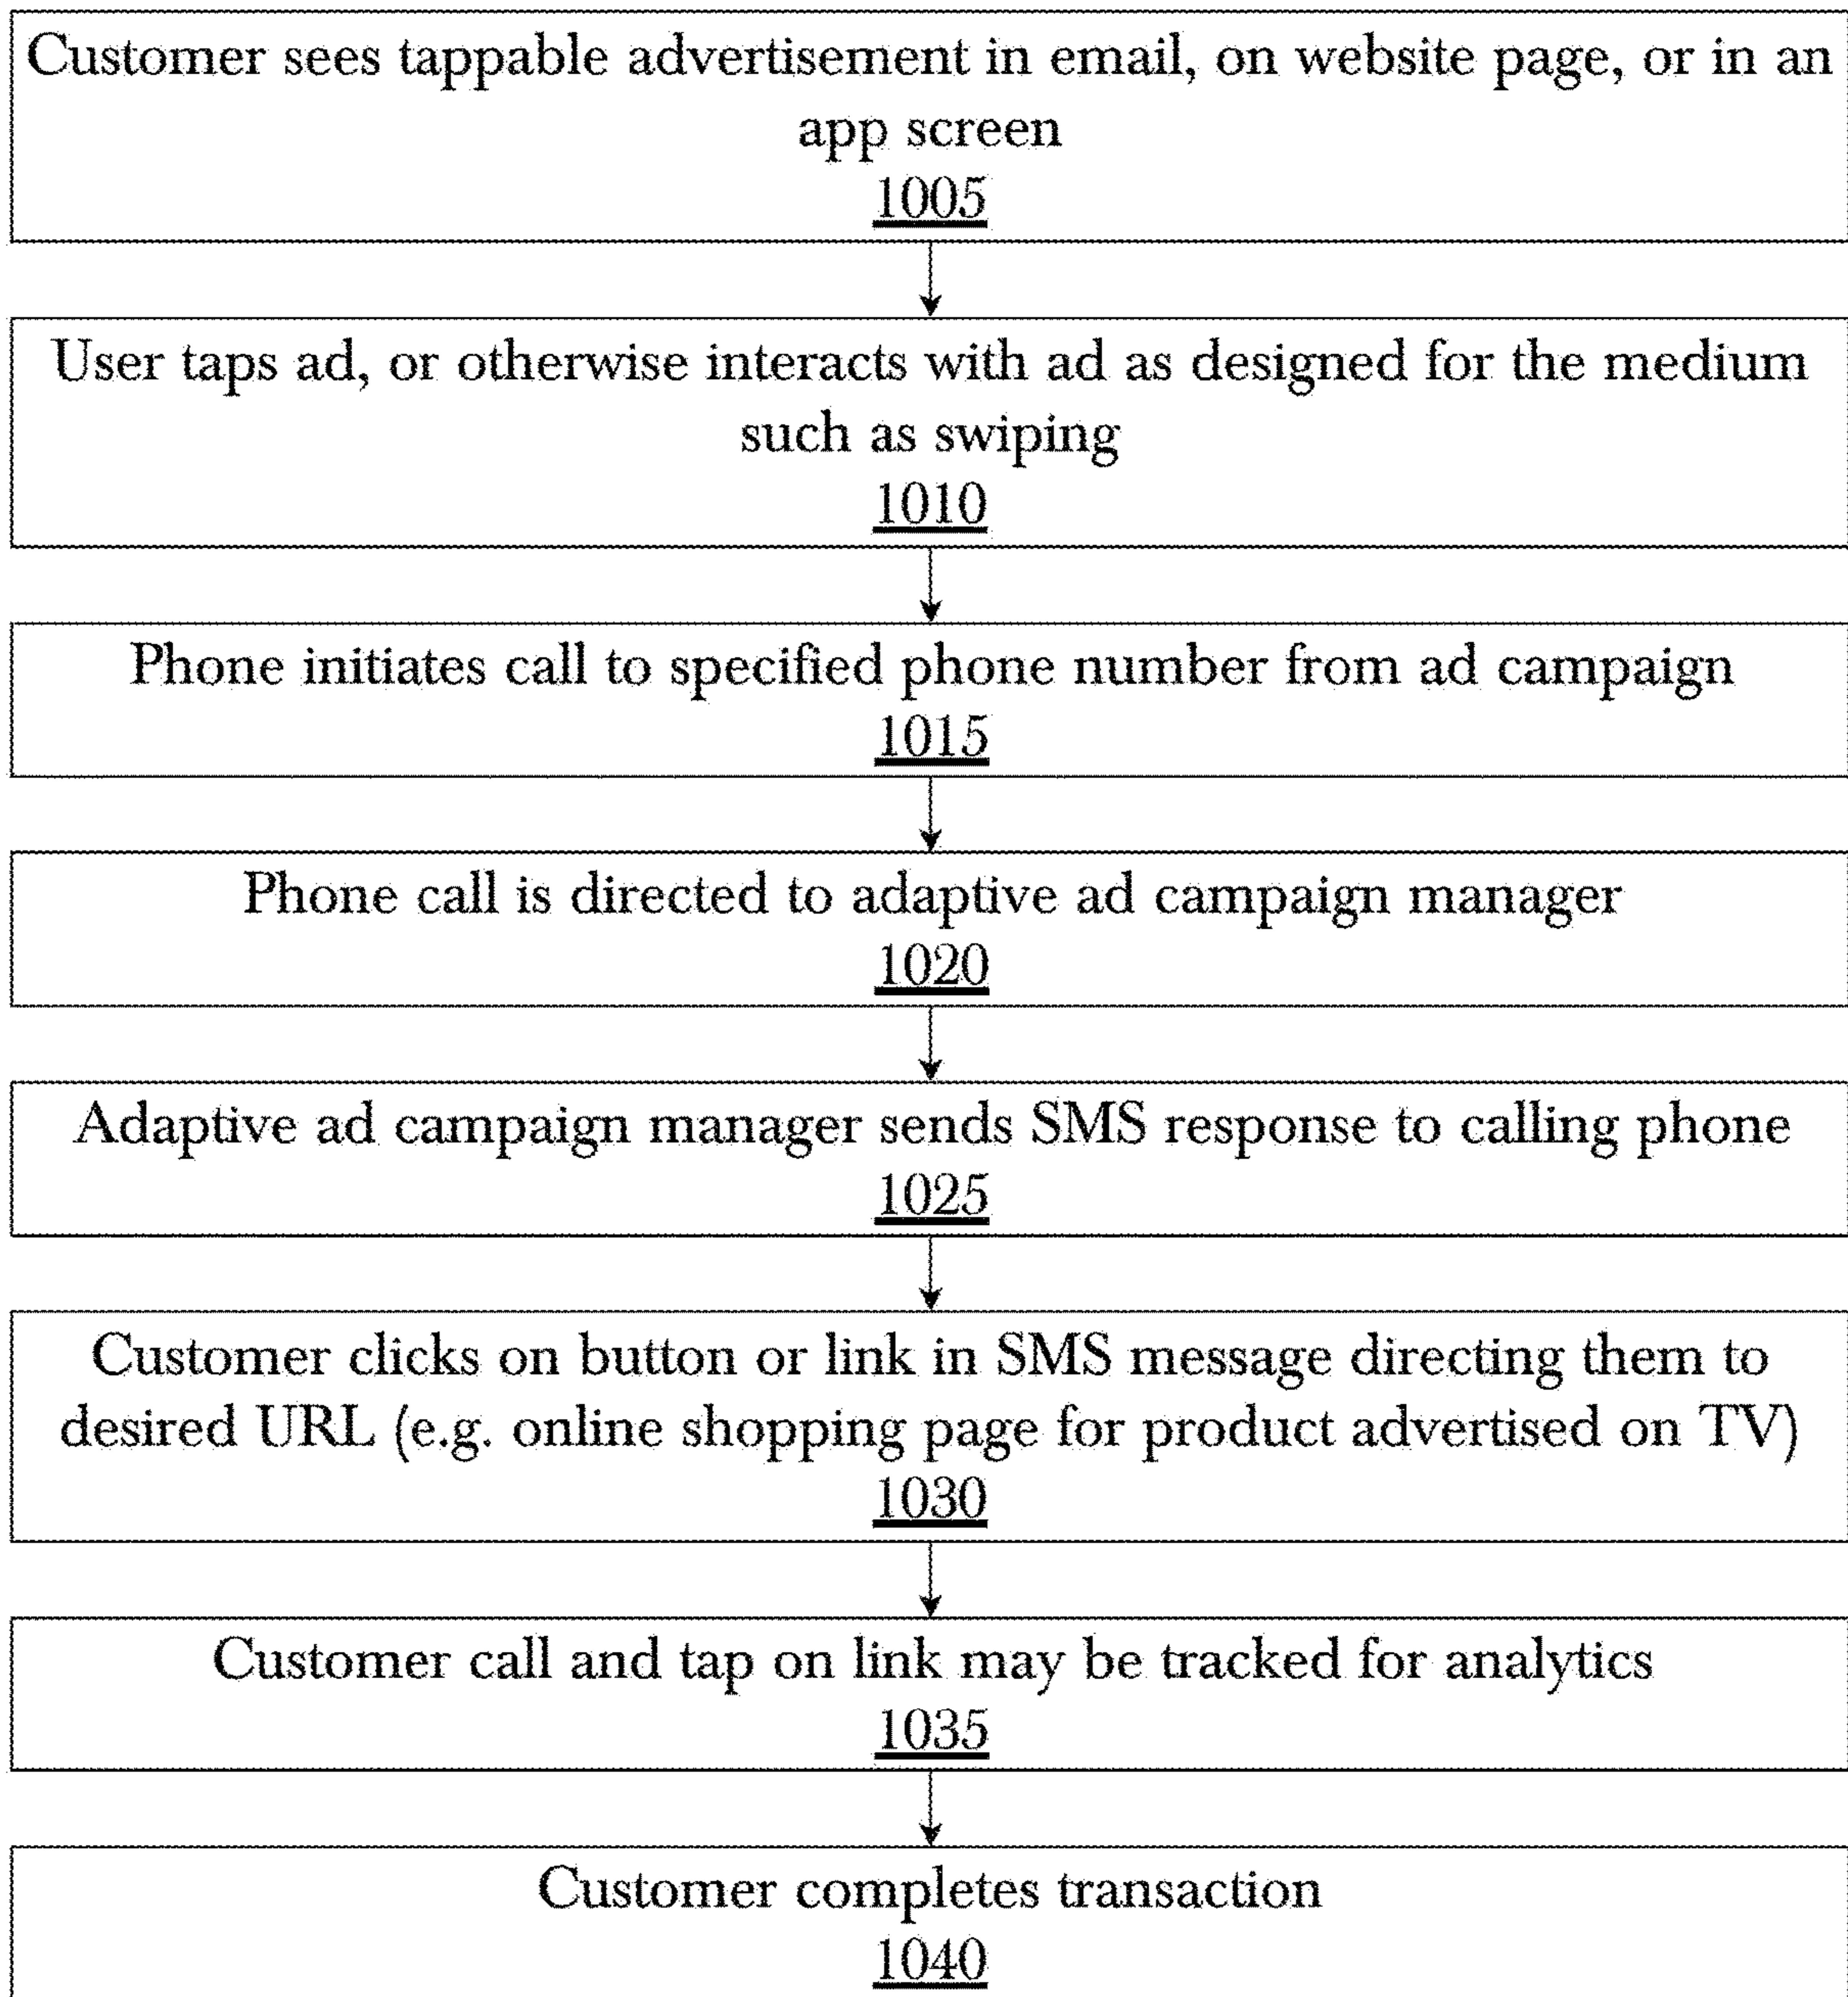 Customer sees tappable advertisement in email, on website page, or in an
app screen
1005
User taps ad, or otherwise interacts with ad as designed for the medium
such as swiping
1010
Phone initiates call to specified phone number from ad campaign
1015
Phone call is directed to adaptive ad campaign manager
1020
Adaptive ad campaign manager sends SMS response to calling phone
1025
Customer clicks on button or link in SMS message directing them to
desired URL (e.g. online shopping page for product advertised on TV)
1030
Customer call and tap on link may be tracked for analytics
1035
Customer completes transaction
1040